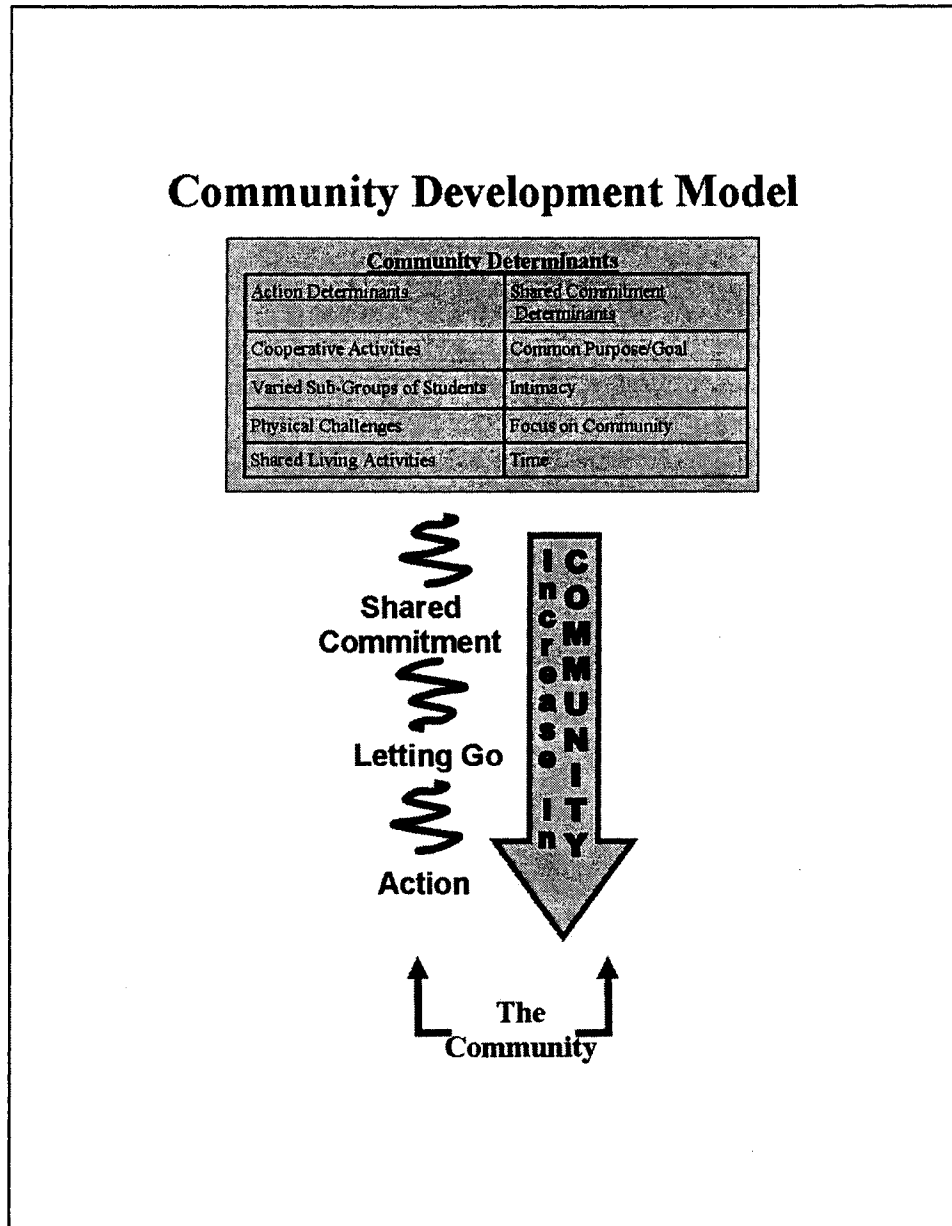 Community Development Model
Community Determinants
Action Determinants
Shared Commitment
Determinants
Cooperative Activities
Common Purpose/Goal
Varied Sub-Groups of Students
Intimacy
Physical Challenges
Focus on Community
Shared Living Activities
Time
Shared
Commitment
Letting Go
Action
Increase In
COMMUNITY
The
Community